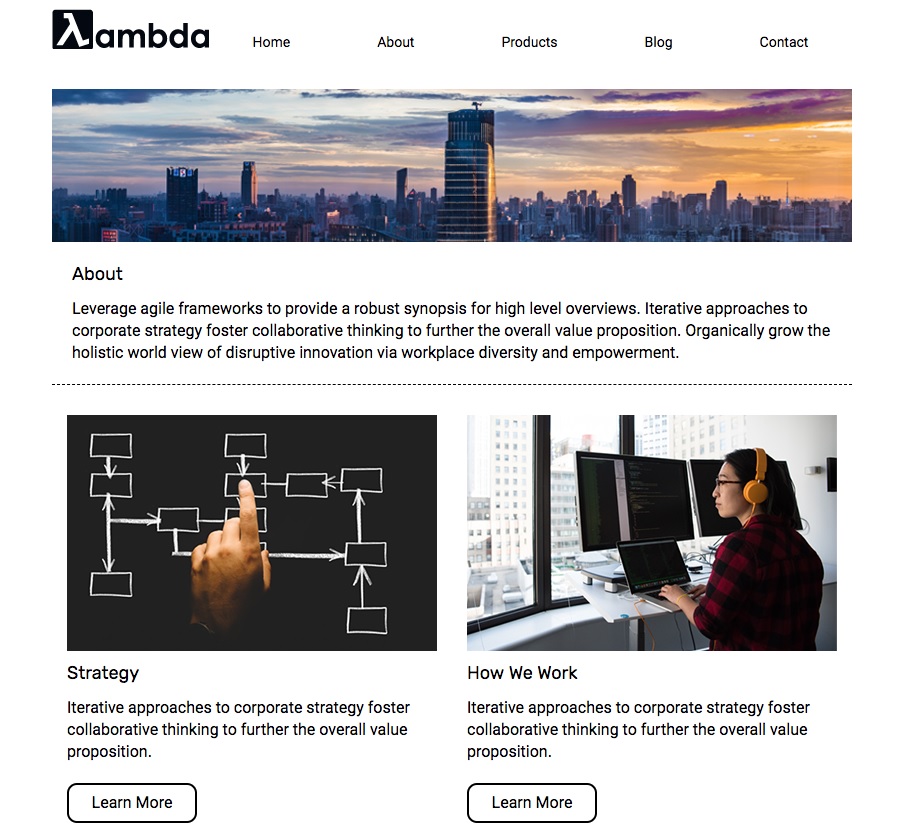 λambda
Home About Products Blog Contact
About
Leverage agile frameworks to provide a robust synopsis for high level overviews. Iterative approaches to
corporate strategy foster collaborative thinking to further the overall value proposition. Organically grow the
holistic world view of disruptive innovation via workplace diversity and empowerment.
Strategy
Iterative approaches to corporate strategy foster
collaborative thinking to further the overall value
proposition.
Learn More
How We Work
Iterative approaches to corporate strategy foster
collaborative thinking to further the overall value
proposition.
Learn More